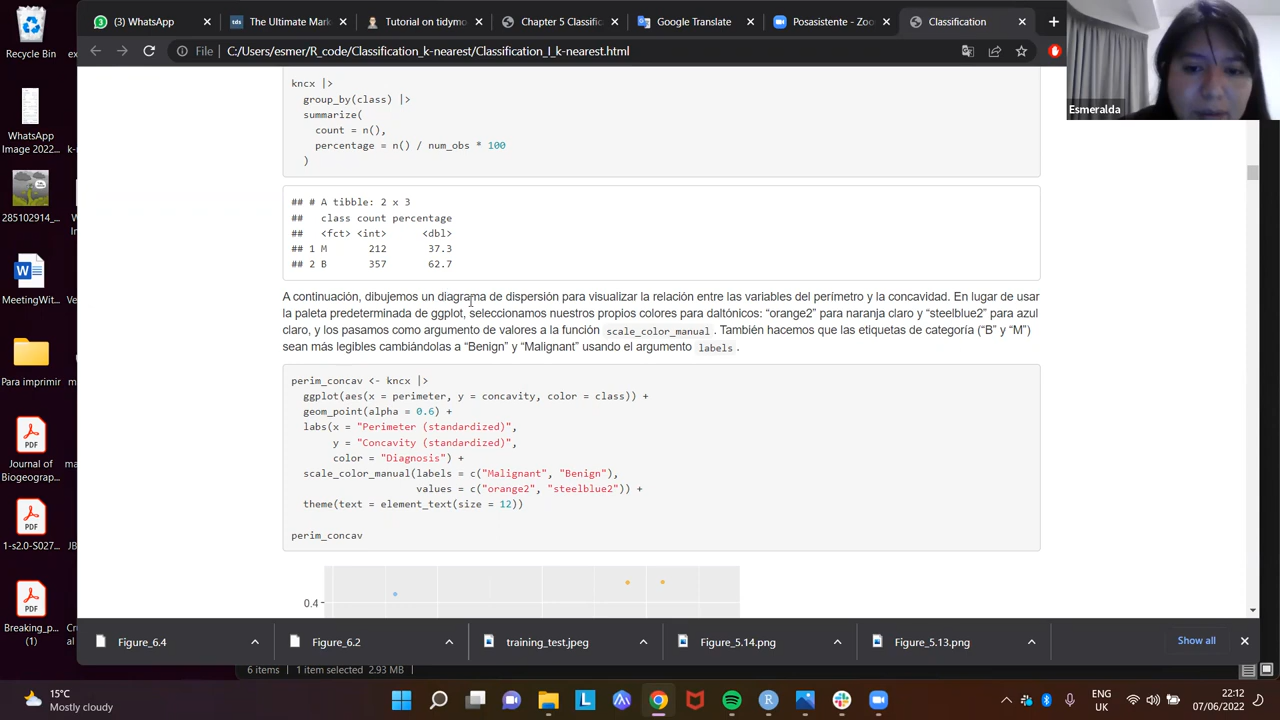 (3) WhatsApp
tds
The Ultimate Mark
Tutorial on tidymo
Chapter 5 Classific
Google Translate
Posasistente - Zoo
Classification
File
C:/Users/esmer/R_code/Classification_k-nearest/Classification_I_k-nearest.html
Esmeralda
Recycle Bin
WhatsApp
Image 2022...
285102914_...
MeetingWit...
Para imprimir
PDF
Journal of
Biogeograp...
PDF
1-s2.0-S027...
PDF
Breaking_p...
(1)
kncx |>
group_by(class) |>
summarize(
count = n(),
percentage = n() / num_obs * 100
)
## # A tibble: 2 x 3
## class count percentage
## <fct> <int> <dbl>
## 1 M 212 37.3
## 2 B 357 62.7
A continuación, dibujemos un diagrama de dispersión para visualizar la relación entre las variables del perímetro y la concavidad. En lugar de usar
la paleta predeterminada de ggplot, seleccionamos nuestros propios colores para daltónicos: “orange2” para naranja claro y “steelblue2” para azul
claro, y los pasamos como argumento de valores a la función scale_color_manual. También hacemos que las etiquetas de categoría (“B” y “M”)
sean más legibles cambiándolas a “Benign” y “Malignant” usando el argumento labels.
perim_concav <- kncx |>
ggplot(aes(x = perimeter, y = concavity, color = class)) +
geom_point(alpha = 0.6) +
labs(x = "Perimeter (standardized)",
y = "Concavity (standardized)",
color = "Diagnosis") +
scale_color_manual(labels = c("Malignant", "Benign"),
values = c("orange2", "steelblue2")) +
theme(text = element_text(size = 12))
perim_concav
0.4
Figure_6.4
Figure_6.2
training_test.jpeg
Figure_5.14.png
Figure_5.13.png
Show all
6 items
1 item selected 2.93 MB
15°C
Mostly cloudy
ENG
UK
22:12
07/06/2022